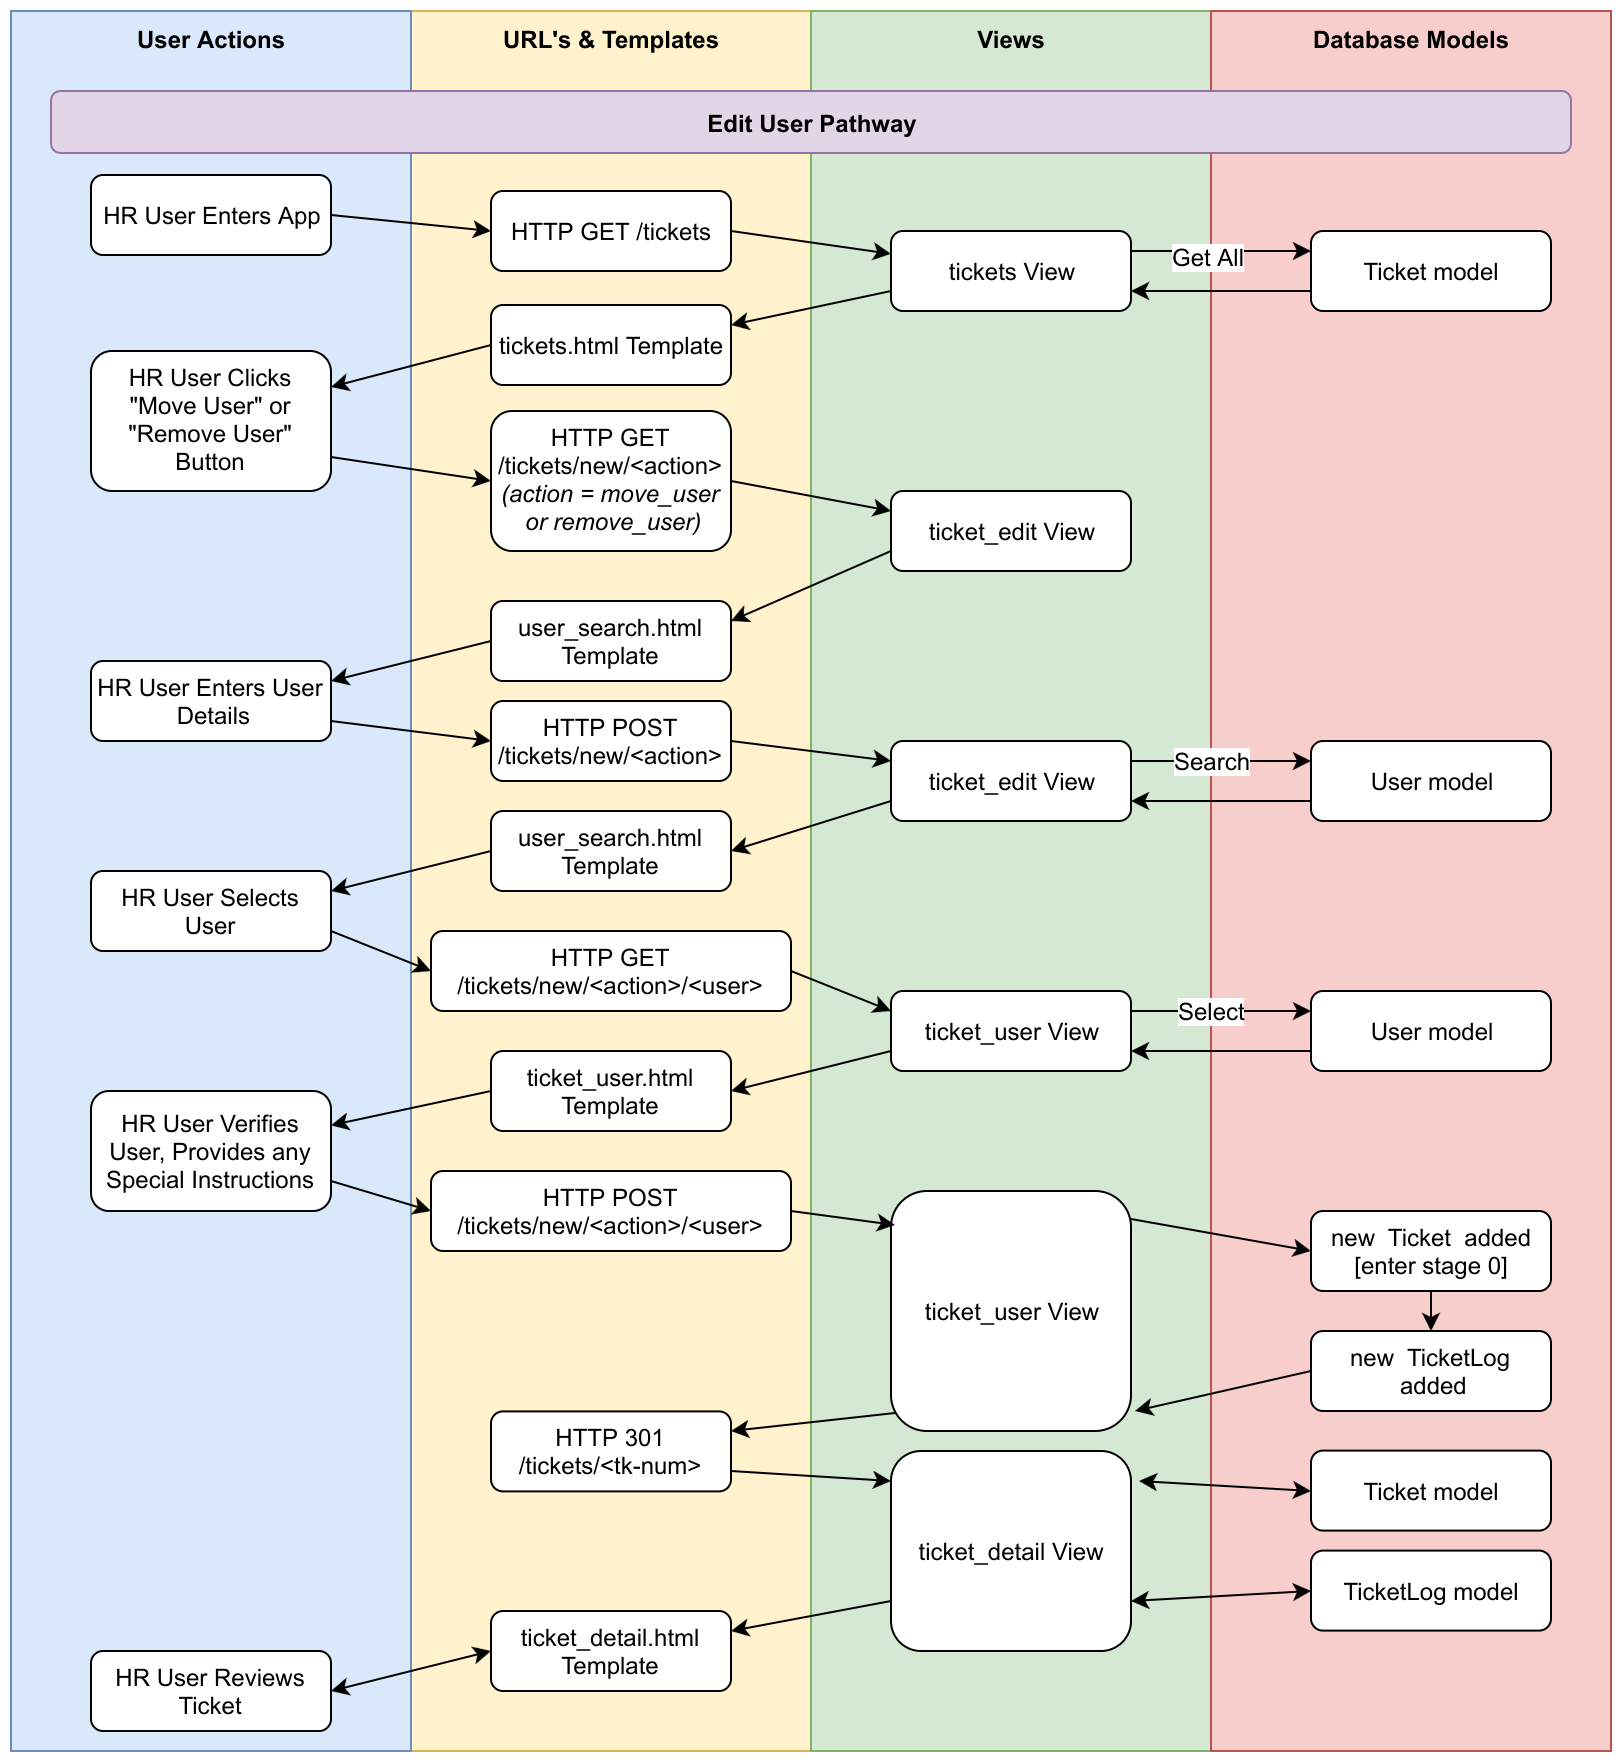 User Actions
URL's & Templates
Views
Database Models
Edit User Pathway
HR User Enters App
HTTP GET /tickets
tickets View
Get All
Ticket model
tickets.html Template
HR User Clicks
"Move User" or
"Remove User"
Button
HTTP GET
/tickets/new/<action>
(action = move_user
or remove_user)
ticket_edit View
user_search.html
Template
HR User Enters User
Details
HTTP POST
/tickets/new/<action>
ticket_edit View
Search
User model
user_search.html
Template
HR User Selects
User
HTTP GET
/tickets/new/<action>/<user>
ticket_user View
Select
User model
ticket_user.html
Template
HR User Verifies
User, Provides any
Special Instructions
HTTP POST
/tickets/new/<action>/<user>
ticket_user View
new  Ticket  added
[enter stage 0]
new  TicketLog
added
HTTP 301
/tickets/<tk-num>
ticket_detail View
Ticket model
TicketLog model
ticket_detail.html
Template
HR User Reviews
Ticket